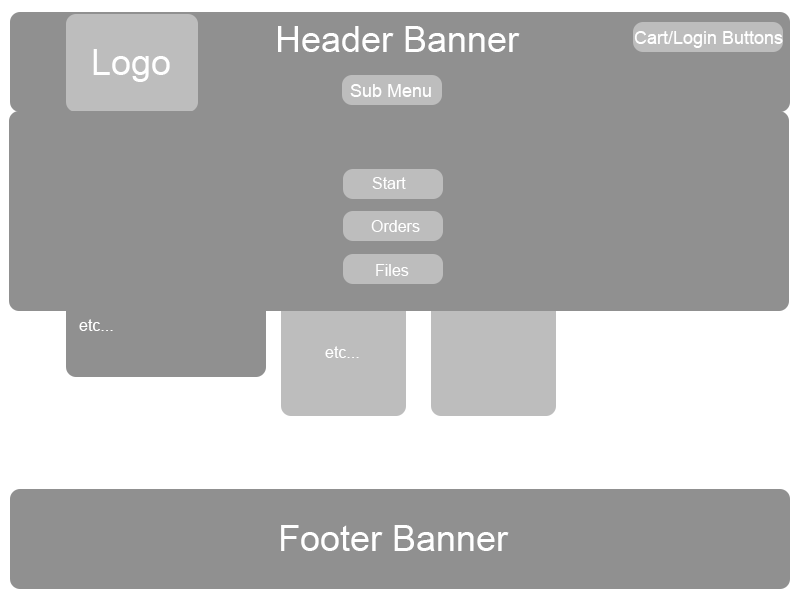 Header Banner
Logo
Cart/Login Buttons
Sub Menu
Start
Orders
Files
etc...
etc...
Footer Banner